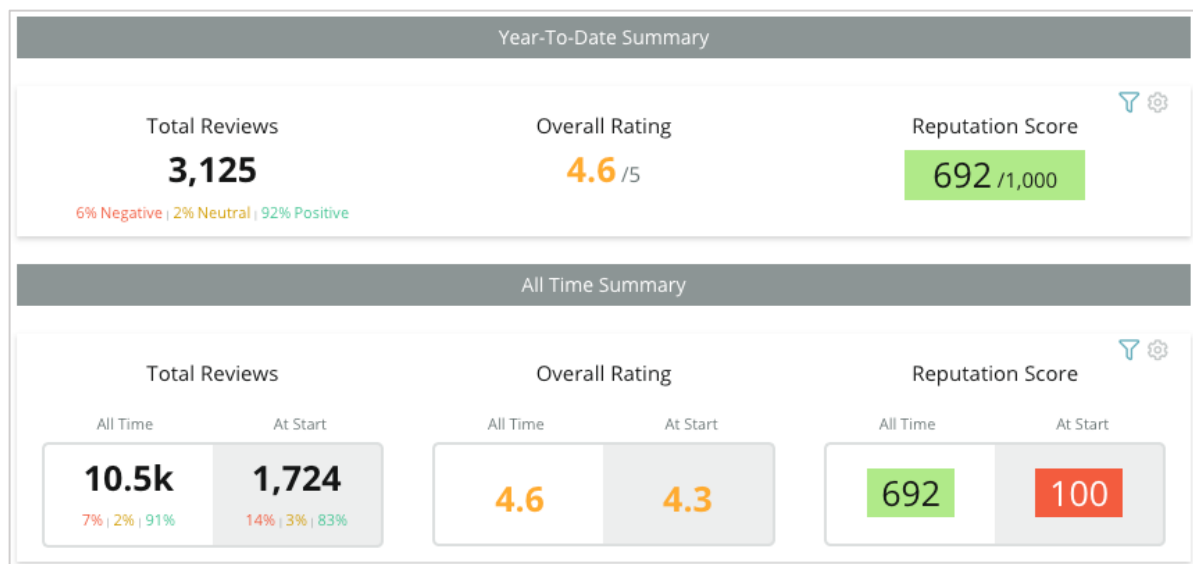 Year-To-Date Summary
Total Reviews
Overall Rating
Reputation Score
3,125
4.6 /5
692 /1,000
6% Negative | 2% Neutral | 92% Positive
All Time Summary
Total Reviews
Overall Rating
Reputation Score
All Time
At Start
All Time
At Start
All Time
At Start
10.5k
1,724
4.6
4.3
692
100
7% | 2% | 91%
14% | 3% | 83%